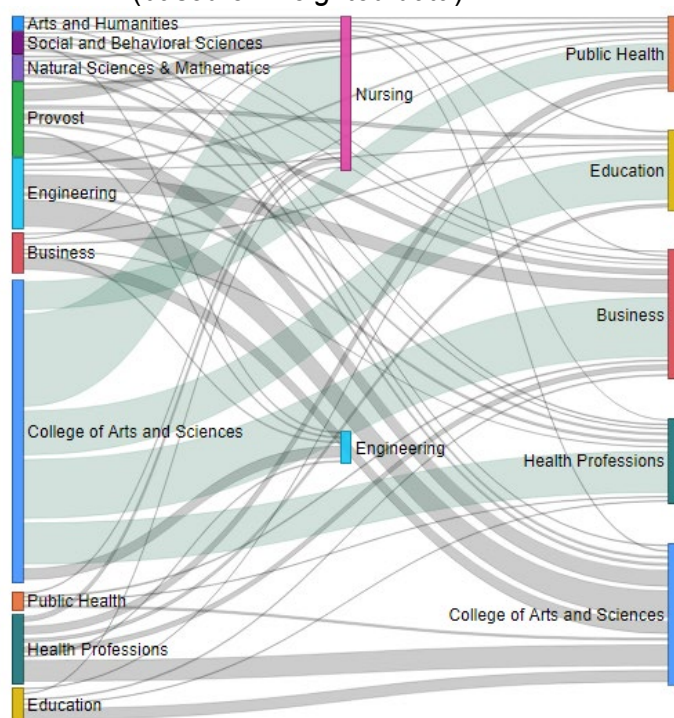 Arts and Humanities
Social and Behavioral Sciences
Natural Sciences & Mathematics
Provost
Engineering
Business
College of Arts and Sciences
Public Health
Health Professions
Education
Nursing
Engineering
Public Health
Education
Business
Health Professions
College of Arts and Sciences